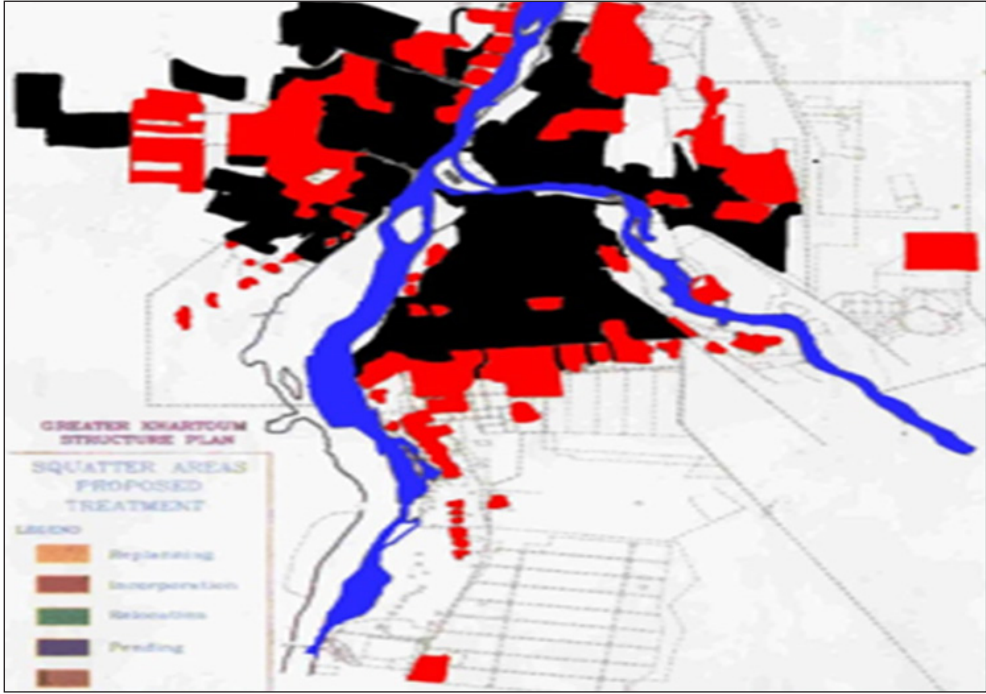 GREATER KHARTOUM
STRUCTURE PLAN
SQUATTER AREAS
PROPOSED
TREATMENT
LEGEND
Replanning
Incorporation
Relocation
Pending